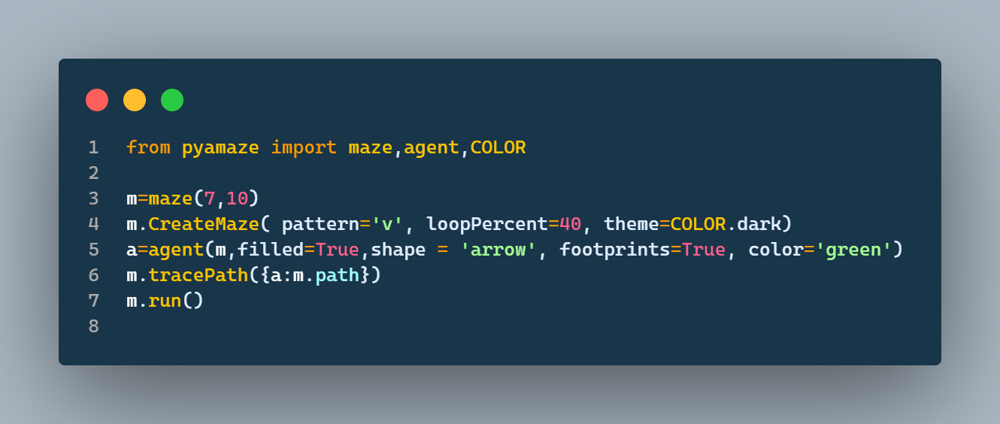 1 from pyamaze import maze,agent,COLOR
2
3 m=maze(7,10)
4 m.CreateMaze( pattern='v', loopPercent=40, theme=COLOR.dark)
5 a=agent(m,filled=True,shape = 'arrow', footprints=True, color='green')
6 m.tracePath({a:m.path})
7 m.run()
8